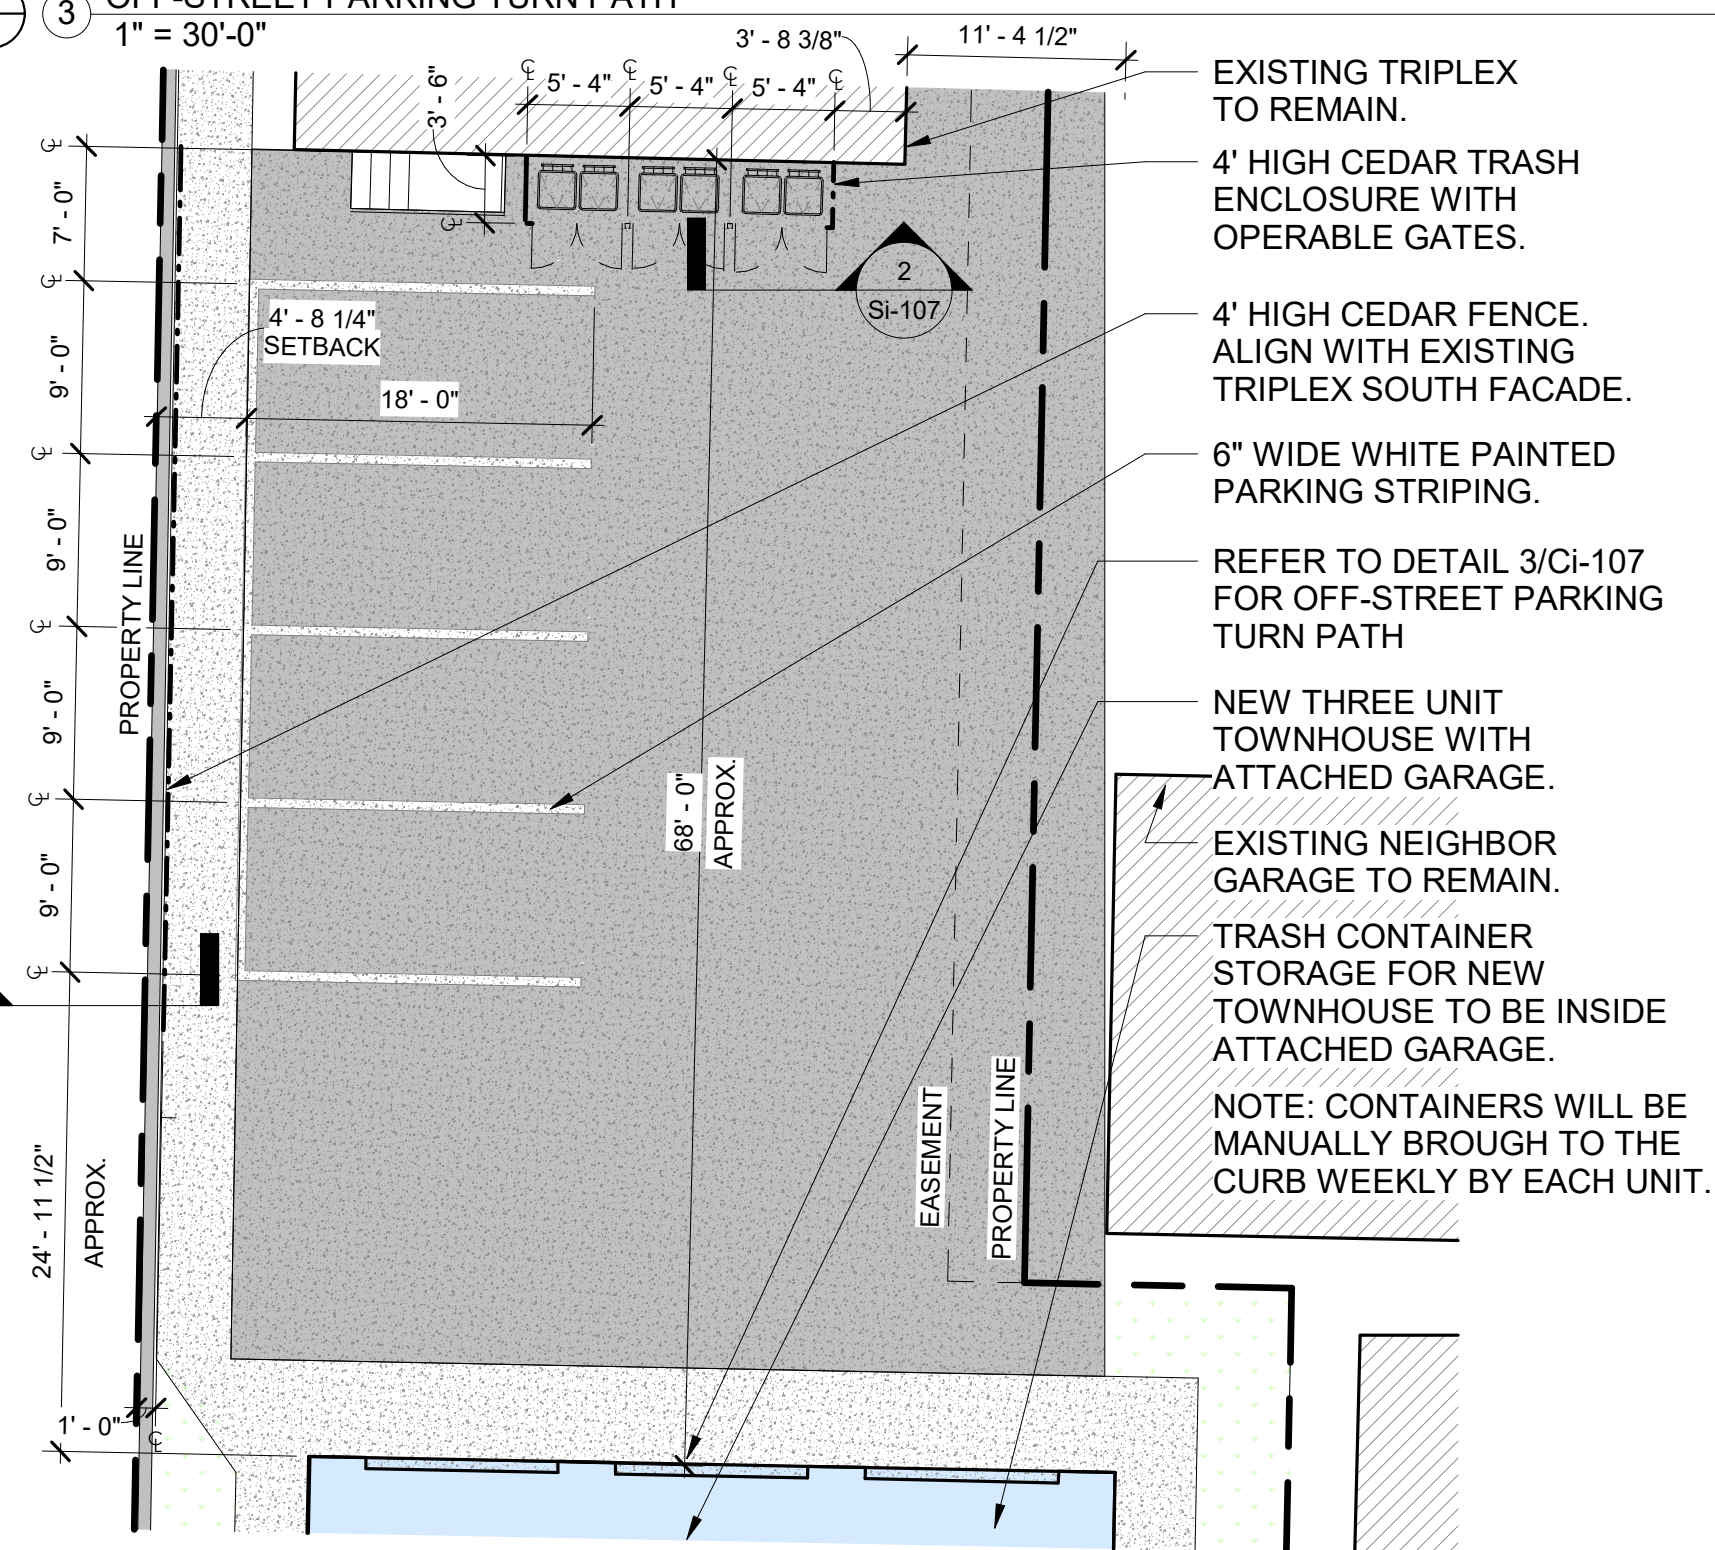 3
OFF-STREET PARKING TURN PATH
1" = 30'-0"
3' - 8 3/8"
11' - 4 1/2"
3' - 6"
5' - 4"
5' - 4"
5' - 4"
EXISTING TRIPLEX
TO REMAIN.
4' HIGH CEDAR TRASH
ENCLOSURE WITH
OPERABLE GATES.
7' - 0"
2
Si-107
4' - 8 1/4"
SETBACK
18' - 0"
4' HIGH CEDAR FENCE.
ALIGN WITH EXISTING
TRIPLEX SOUTH FACADE.
9' - 0"
6" WIDE WHITE PAINTED
PARKING STRIPING.
9' - 0"
PROPERTY LINE
REFER TO DETAIL 3/Ci-107
FOR OFF-STREET PARKING
TURN PATH
9' - 0"
NEW THREE UNIT
TOWNHOUSE WITH
ATTACHED GARAGE.
68' - 0"
APPROX.
9' - 0"
EXISTING NEIGHBOR
GARAGE TO REMAIN.
TRASH CONTAINER
STORAGE FOR NEW
TOWNHOUSE TO BE INSIDE
ATTACHED GARAGE.
NOTE: CONTAINERS WILL BE
MANUALLY BROUGH TO THE
CURB WEEKLY BY EACH UNIT.
EASEMENT
PROPERTY LINE
24' - 11 1/2"
APPROX.
1' - 0"